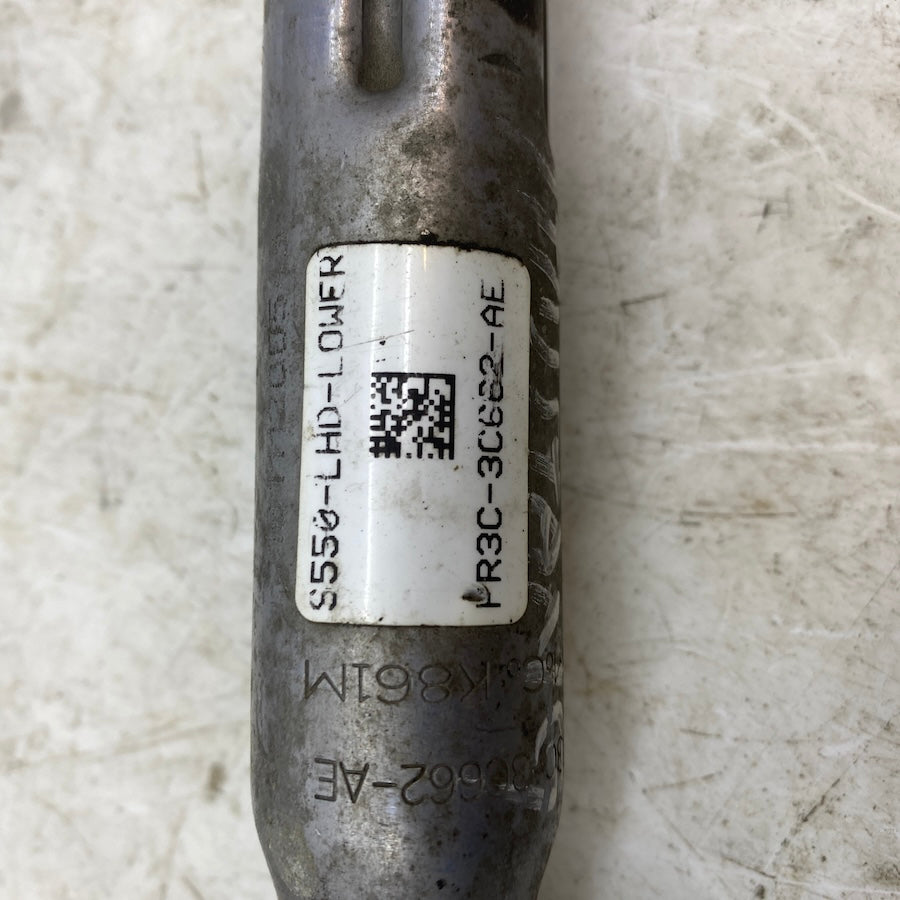 S550-LHD-LOWER
PR3C-3C662-AE
3C662-AE
K861M